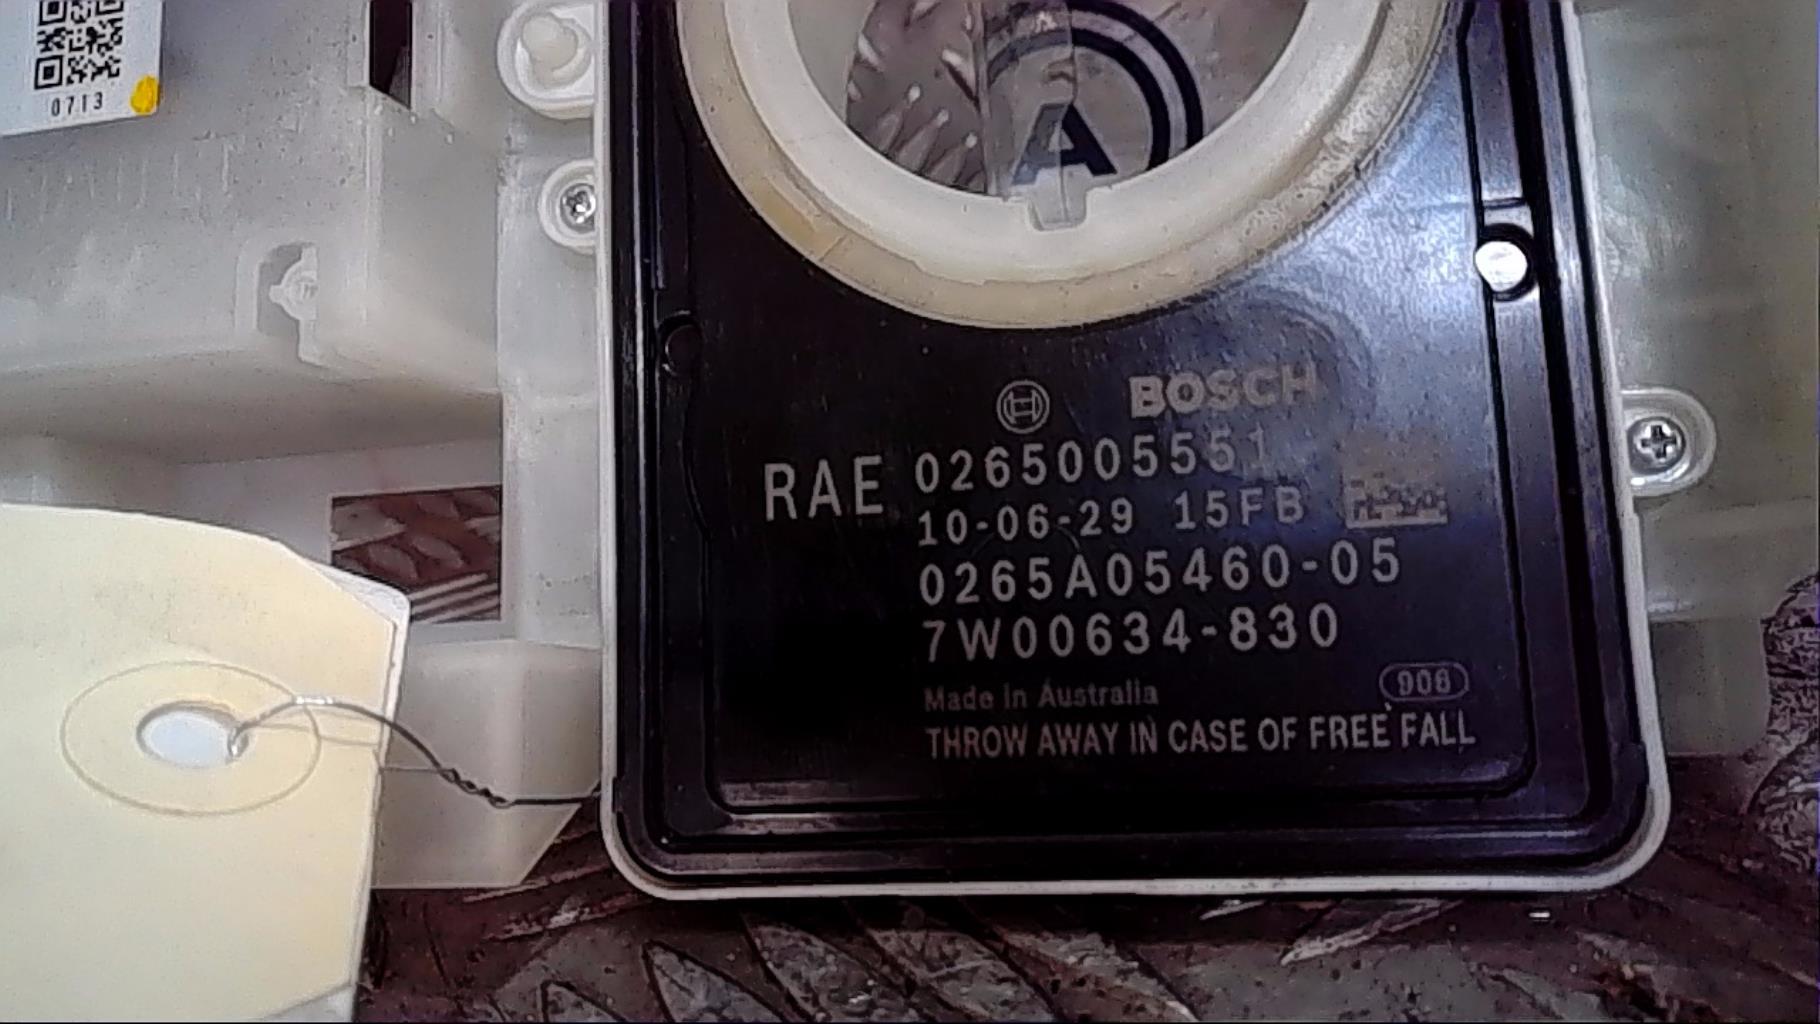 0713
A
BOSCH
RAE 0265005551
10-06-29 15FB
0265A05460-05
7W00634-830
Made in Australia
906
THROW AWAY IN CASE OF FREE FALL